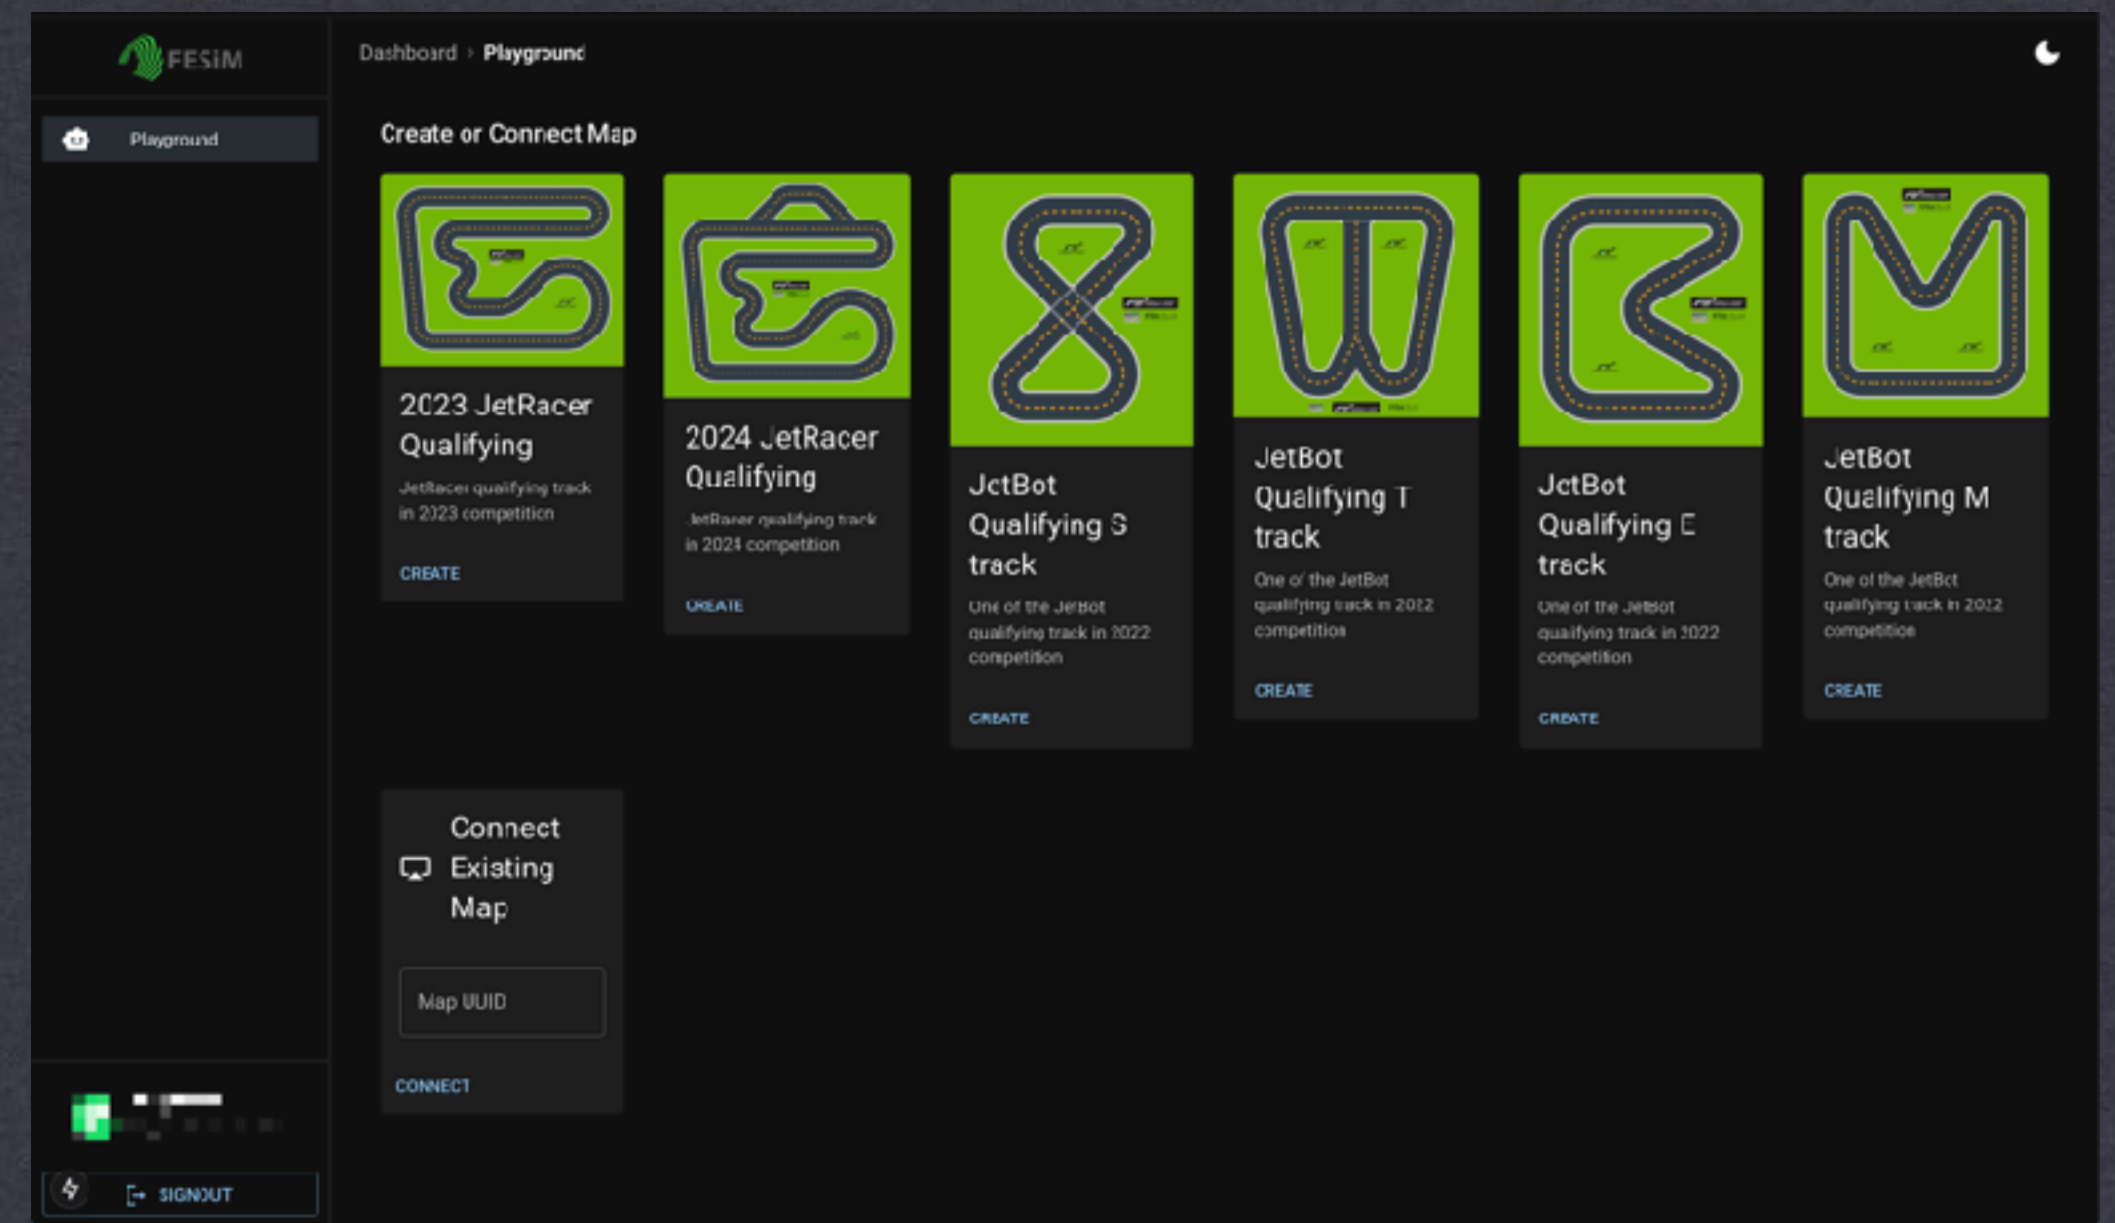 FESiM
Dashboard › Playground
Playground
Create or Connect Map
2023 JetRacer
Qualifying
JetRacer qualifying track
in 2023 competition
CREATE
2024 JetRacer
Qualifying
JetRacer qualifying track
in 2024 competition
CREATE
JetBot
Qualifying S
track
One of the JetBot
qualifying track in 2022
competition
CREATE
JetBot
Qualifying T
track
One of the JetBot
qualifying track in 2022
competition
CREATE
JetBot
Qualifying E
track
One of the JetBot
qualifying track in 2022
competition
CREATE
JetBot
Qualifying M
track
One of the JetBot
qualifying track in 2022
competition
CREATE
Connect
Existing
Map
Map UUID
CONNECT
SIGNOUT